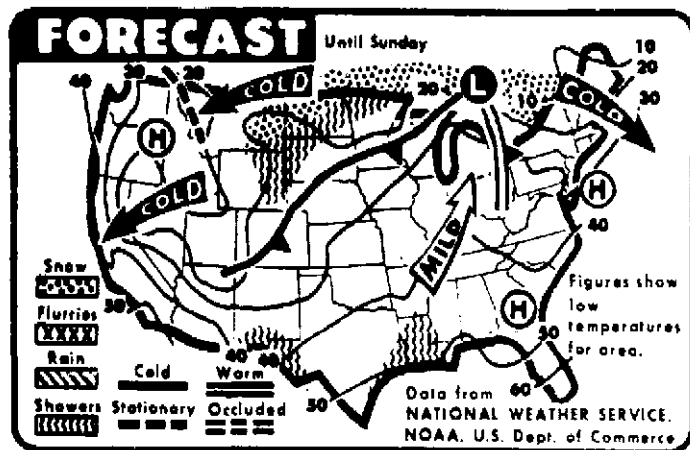 FORECAST
Until Sunday
10
20
30
40
30
20
COLD
20
L
10
COLD
H
COLD
H
40
MILD
Snow
Flurries
Rain
Showers
Cold
Warm
Stationary
Occluded
50
40
60
50
H
50
60
Figures show
low
temperatures
for area.
Data from
NATIONAL WEATHER SERVICE.
NOAA. U.S. Dept. of Commerce